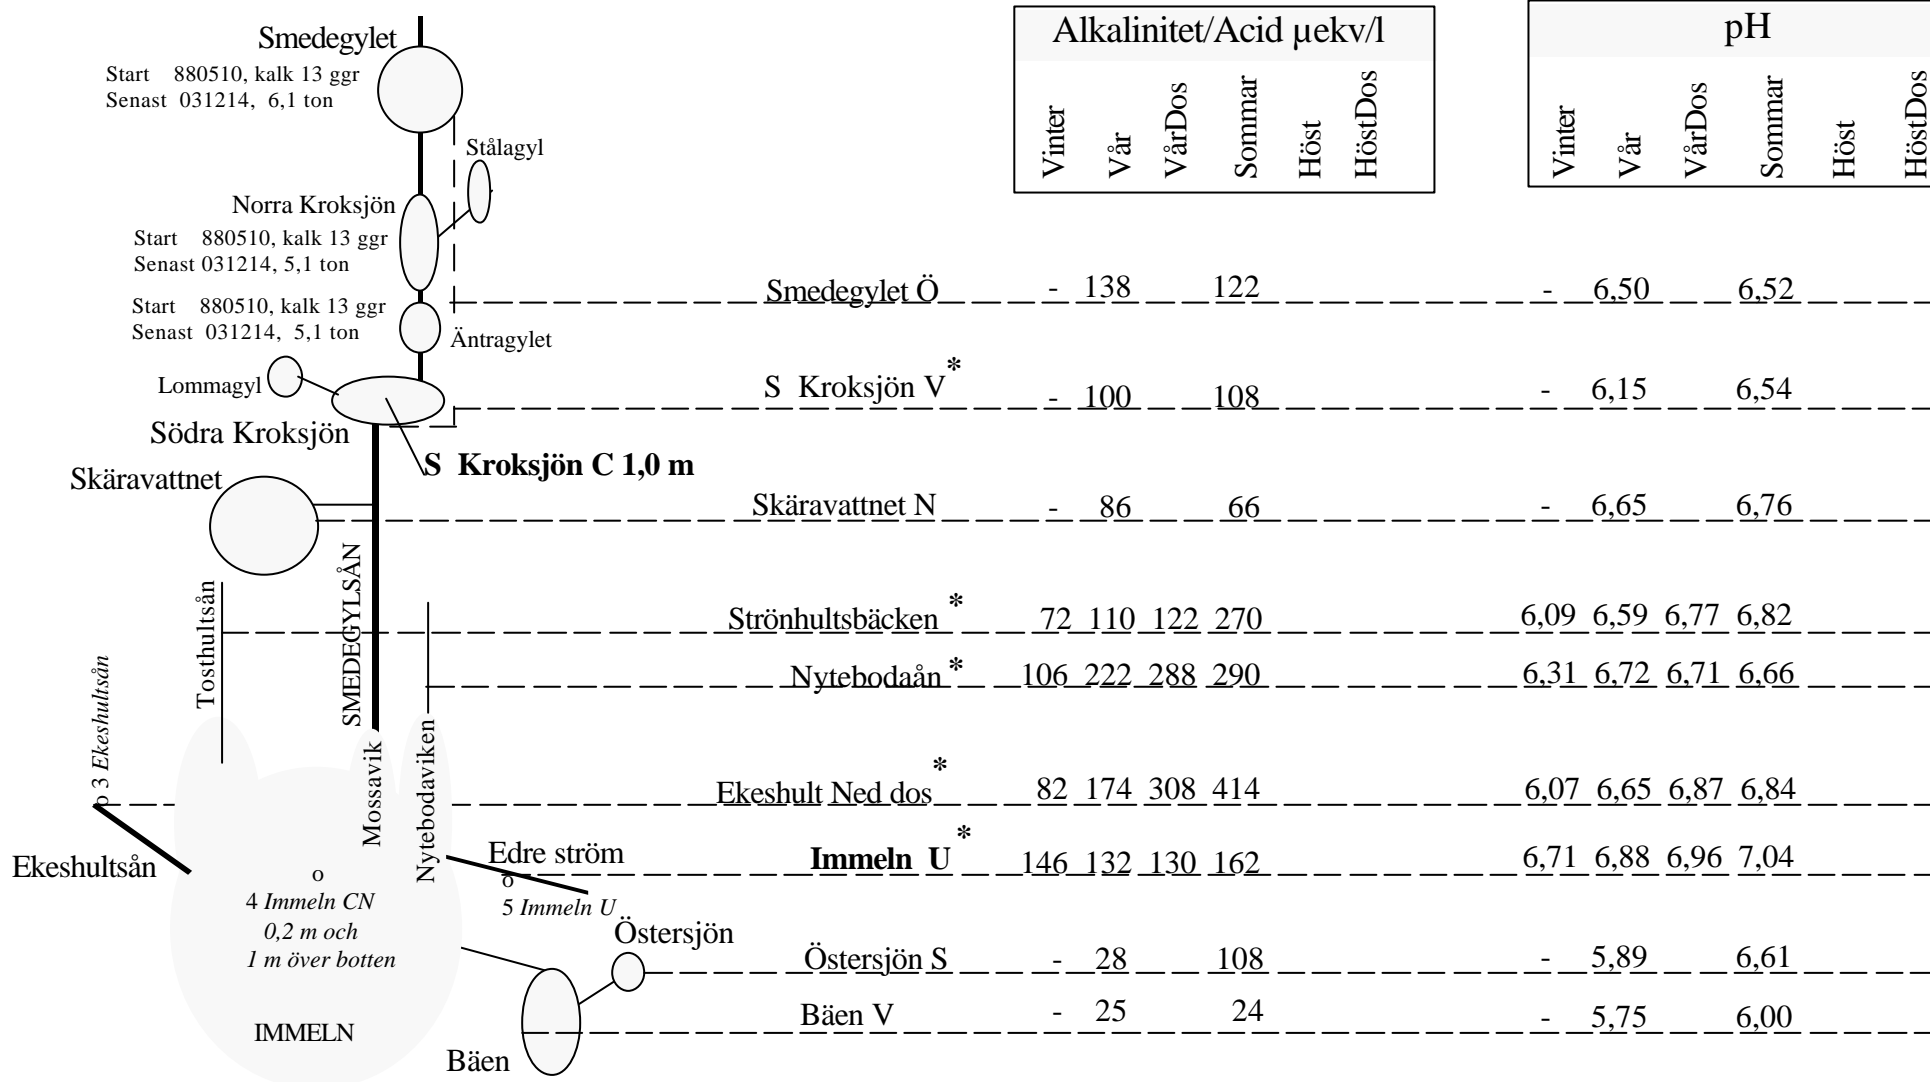 Alkalinitet/Acid µekv/l
pH
Vinter
Vår
VårDos
Sommar
Höst
HöstDos
Vinter
Vår
VårDos
Sommar
Höst
HöstDos
Smedegylet
Start 880510, kalk 13 ggr
Senast 031214, 6,1 ton
Stålagyl
Norra Kroksjön
Start 880510, kalk 13 ggr
Senast 031214, 5,1 ton
Start 880510, kalk 13 ggr
Senast 031214, 5,1 ton
Äntragylet
Smedegylet Ö - 138 122 - 6,50 6,52
Lommagyl
S Kroksjön V* - 100 108 - 6,15 6,54
Södra Kroksjön
S Kroksjön C 1,0 m
Skäravattnet
Skäravattnet N - 86 66 - 6,65 6,76
Tosthultsån
SMEDEGYLSÅN
Strönhultsbäcken * 72 110 122 270 6,09 6,59 6,77 6,82
Nytebodaån * 106 222 288 290 6,31 6,72 6,71 6,66
o 3 Ekeshultsån
Mossavik
Nytebodaviken
Ekeshult Ned dos* 82 174 308 414 6,07 6,65 6,87 6,84
Ekeshultsån
Edre ström
Immeln U* 146 132 130 162 6,71 6,88 6,96 7,04
o
4 Immeln CN
0,2 m och
1 m över botten
o
5 Immeln U
Östersjön
Östersjön S - 28 108 - 5,89 6,61
Bäen V - 25 24 - 5,75 6,00
IMMELN
Bäen